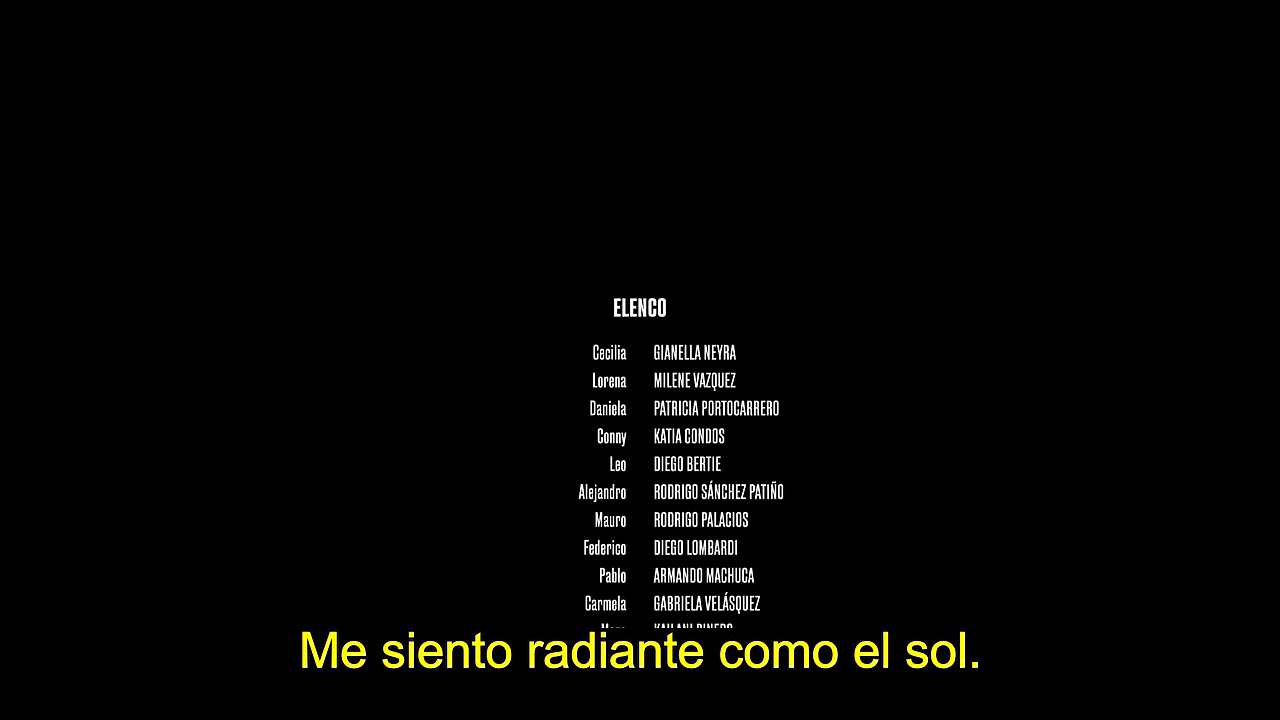 ELENCO
Cecilia GIANELLA NEYRA
Lorena MILENE VAZQUEZ
Daniela PATRICIA PORTOCARRERO
Conny KATIA CONDOS
Leo DIEGO BERTIE
Alejandro RODRIGO SÁNCHEZ PATIÑO
Mauro RODRIGO PALACIOS
Federico DIEGO LOMBARDI
Pablo ARMANDO MACHUCA
Carmela GABRIELA VELÁSQUEZ
Me siento radiante como el sol.